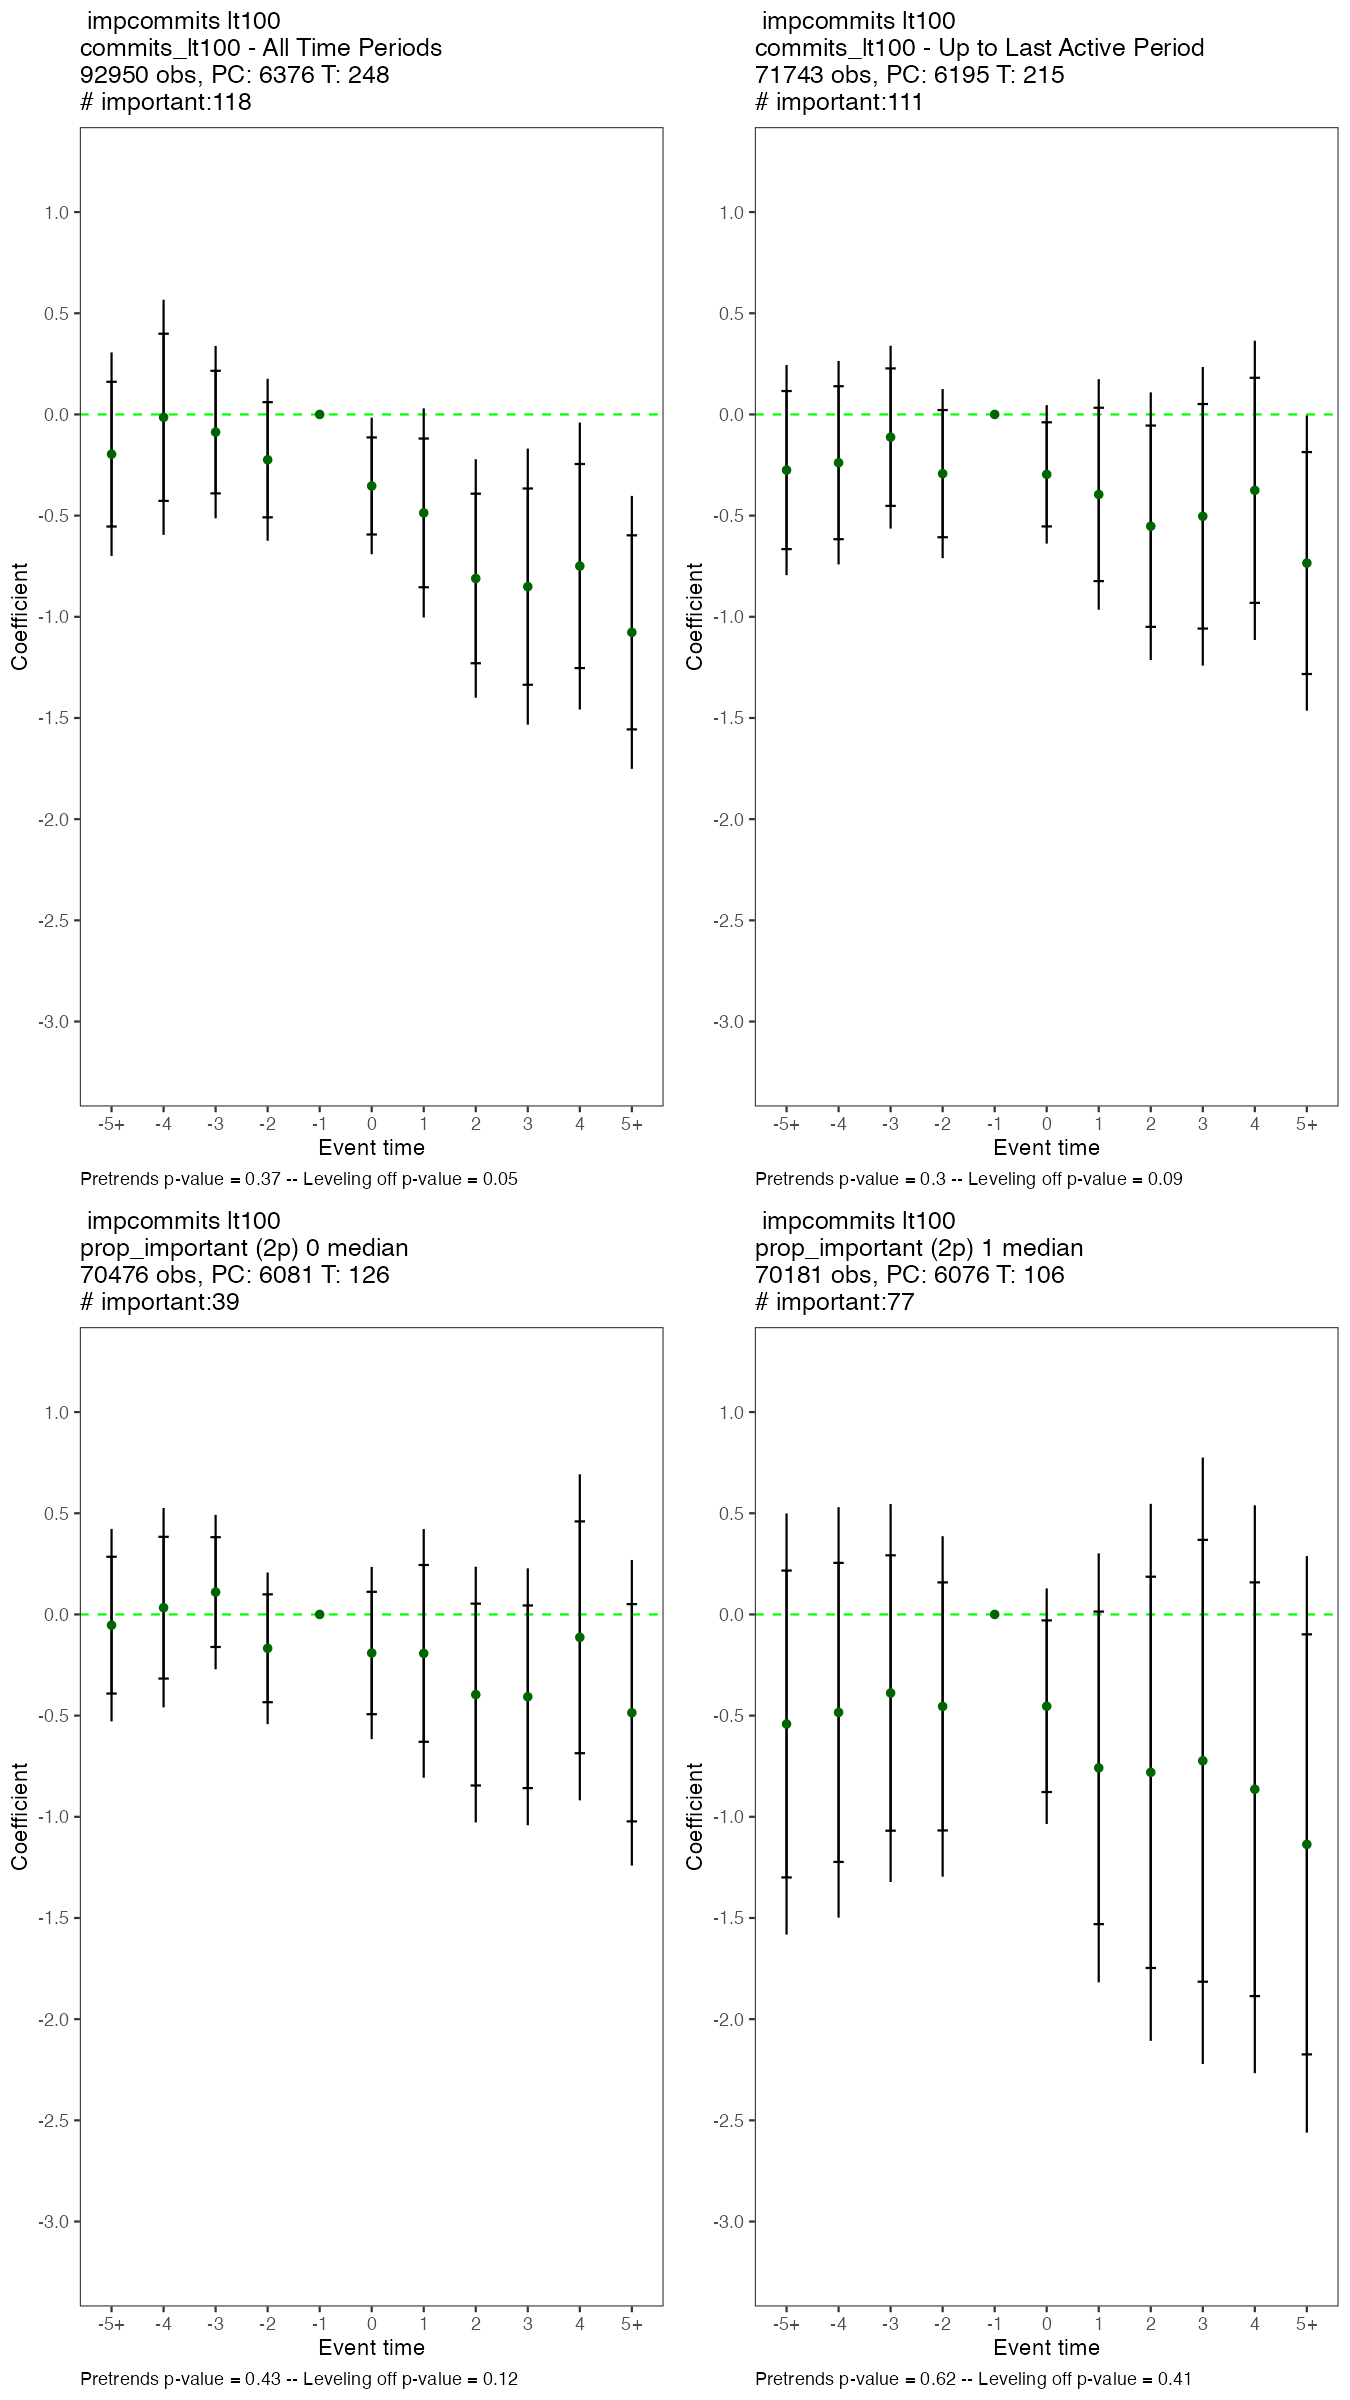 impcommits lt100
commits_lt100 - All Time Periods
92950 obs, PC: 6376 T: 248
# important:118
1.0
0.5
0.0
-0.5
-1.0
-1.5
-2.0
-2.5
-3.0
Coefficient
-5+ -4 -3 -2 -1 0 1 2 3 4 5+
Event time
Pretrends p-value = 0.37 -- Leveling off p-value = 0.05
impcommits lt100
commits_lt100 - Up to Last Active Period
71743 obs, PC: 6195 T: 215
# important:111
1.0
0.5
0.0
-0.5
-1.0
-1.5
-2.0
-2.5
-3.0
Coefficient
-5+ -4 -3 -2 -1 0 1 2 3 4 5+
Event time
Pretrends p-value = 0.3 -- Leveling off p-value = 0.09
impcommits lt100
prop_important (2p) 0 median
70476 obs, PC: 6081 T: 126
# important:39
1.0
0.5
0.0
-0.5
-1.0
-1.5
-2.0
-2.5
-3.0
Coefficient
-5+ -4 -3 -2 -1 0 1 2 3 4 5+
Event time
Pretrends p-value = 0.43 -- Leveling off p-value = 0.12
impcommits lt100
prop_important (2p) 1 median
70181 obs, PC: 6076 T: 106
# important:77
1.0
0.5
0.0
-0.5
-1.0
-1.5
-2.0
-2.5
-3.0
Coefficient
-5+ -4 -3 -2 -1 0 1 2 3 4 5+
Event time
Pretrends p-value = 0.62 -- Leveling off p-value = 0.41